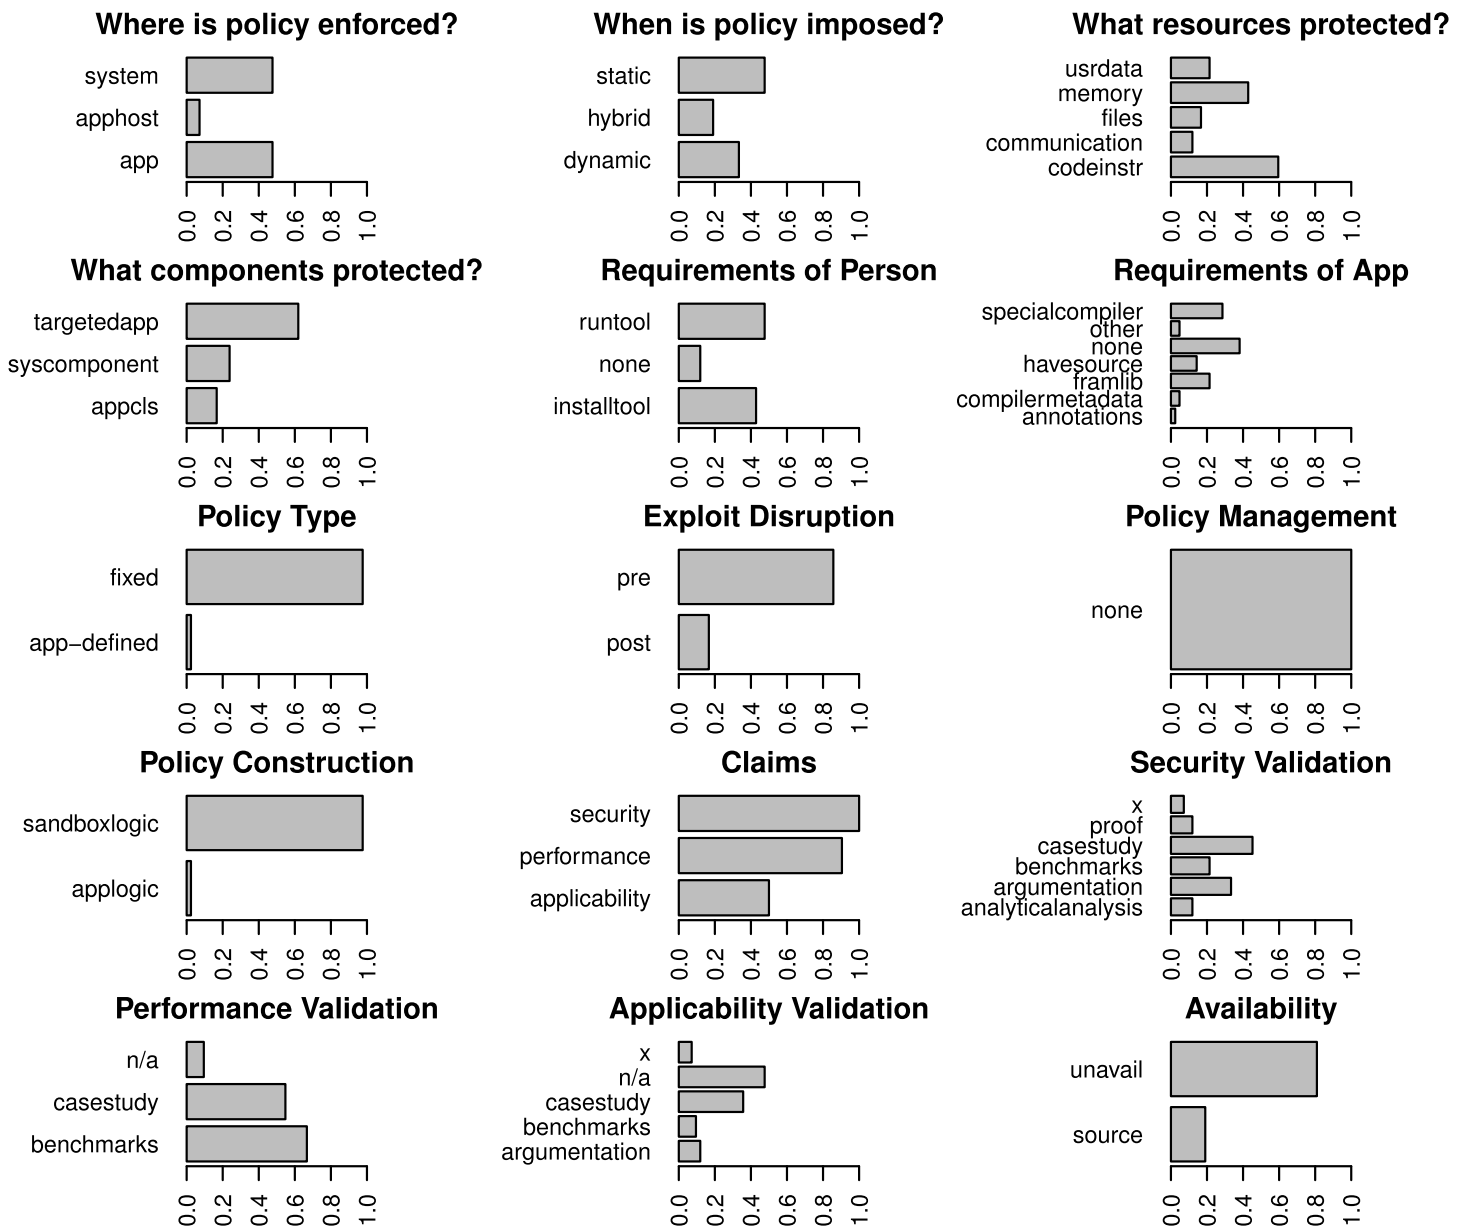 Where is policy enforced?
system
apphost
app
0.0 0.2 0.4 0.6 0.8 1.0
When is policy imposed?
static
hybrid
dynamic
0.0 0.2 0.4 0.6 0.8 1.0
What resources protected?
usrdata
memory
files
communication
codeinstr
0.0 0.2 0.4 0.6 0.8 1.0
What components protected?
targetedapp
syscomponent
appcls
0.0 0.2 0.4 0.6 0.8 1.0
Requirements of Person
runtool
none
installtool
0.0 0.2 0.4 0.6 0.8 1.0
Requirements of App
specialcompiler
other
none
havesource
framlib
compilermetadata
annotations
0.0 0.2 0.4 0.6 0.8 1.0
Policy Type
fixed
app−defined
0.0 0.2 0.4 0.6 0.8 1.0
Exploit Disruption
pre
post
0.0 0.2 0.4 0.6 0.8 1.0
Policy Management
none
0.0 0.2 0.4 0.6 0.8 1.0
Policy Construction
sandboxlogic
applogic
0.0 0.2 0.4 0.6 0.8 1.0
Claims
security
performance
applicability
0.0 0.2 0.4 0.6 0.8 1.0
Security Validation
x
proof
casestudy
benchmarks
argumentation
analyticalanalysis
0.0 0.2 0.4 0.6 0.8 1.0
Performance Validation
n/a
casestudy
benchmarks
0.0 0.2 0.4 0.6 0.8 1.0
Applicability Validation
x
n/a
casestudy
benchmarks
argumentation
0.0 0.2 0.4 0.6 0.8 1.0
Availability
unavail
source
0.0 0.2 0.4 0.6 0.8 1.0